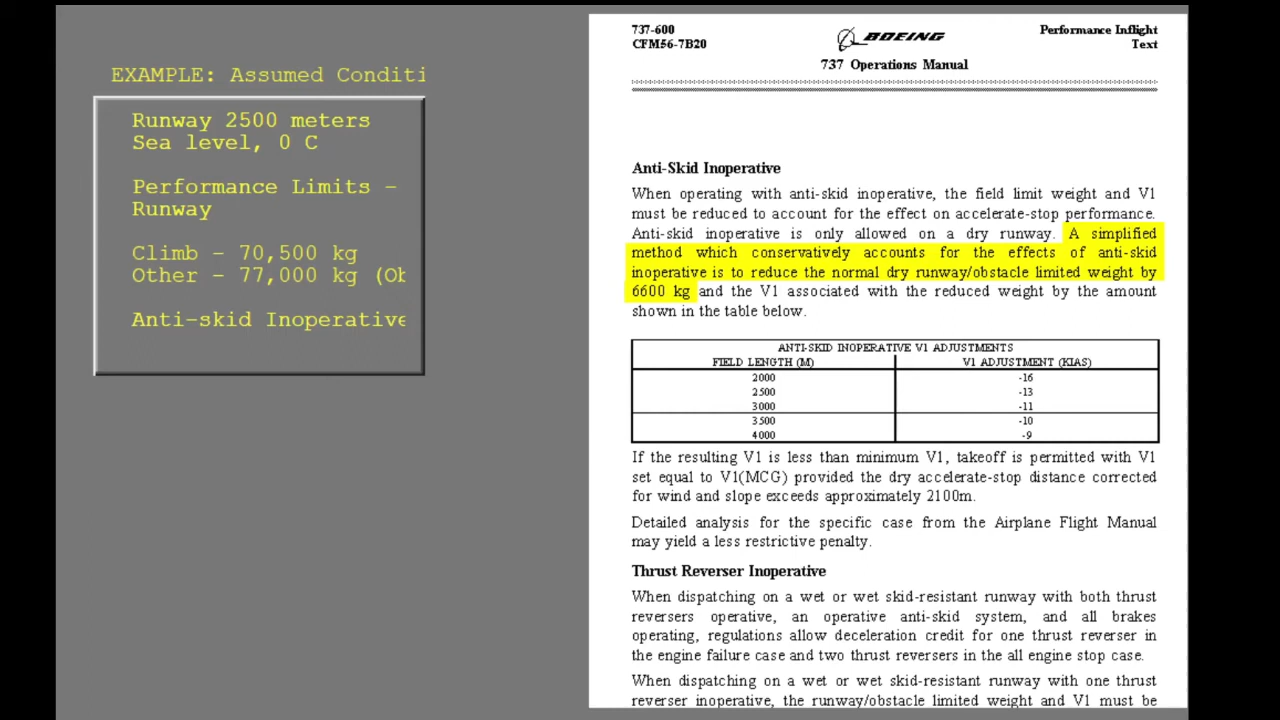 EXAMPLE: Assumed Conditi
Runway 2500 meters
Sea level, 0 C
Performance Limits -
Runway
Climb - 70,500 kg
Other - 77,000 kg (Ob
Anti-skid Inoperative
737-600
CFM56-7B20
BOEING
737 Operations Manual
Performance Inflight
Text
Anti-Skid Inoperative
When operating with anti-skid inoperative, the field limit weight and V1
must be reduced to account for the effect on accelerate-stop performance.
Anti-skid inoperative is only allowed on a dry runway. A simplified
method which conservatively accounts for the effects of anti-skid
inoperative is to reduce the normal dry runway/obstacle limited weight by
6600 kg and the V1 associated with the reduced weight by the amount
shown in the table below.
ANTI-SKID INOPERATIVE V1 ADJUSTMENTS
FIELD LENGTH (M) V1 ADJUSTMENT (KIAS)
2000 -16
2500 -13
3000 -11
3500 -10
4000 -9
If the resulting V1 is less than minimum V1, takeoff is permitted with V1
set equal to V1(MCG) provided the dry accelerate-stop distance corrected
for wind and slope exceeds approximately 2100m.
Detailed analysis for the specific case from the Airplane Flight Manual
may yield a less restrictive penalty.
Thrust Reverser Inoperative
When dispatching on a wet or wet skid-resistant runway with both thrust
reversers operative, an operative anti-skid system, and all brakes
operating, regulations allow deceleration credit for one thrust reverser in
the engine failure case and two thrust reversers in the all engine stop case.
When dispatching on a wet or wet skid-resistant runway with one thrust
reverser inoperative, the runway/obstacle limited weight and V1 must be